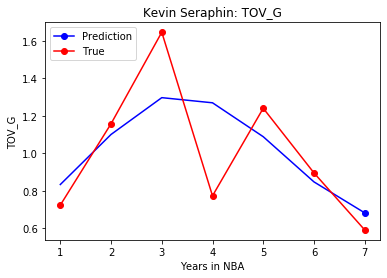 Kevin Seraphin: TOV_G
Prediction
True
TOV_G
1.6
1.4
1.2
1.0
0.8
0.6
1 2 3 4 5 6 7
Years in NBA